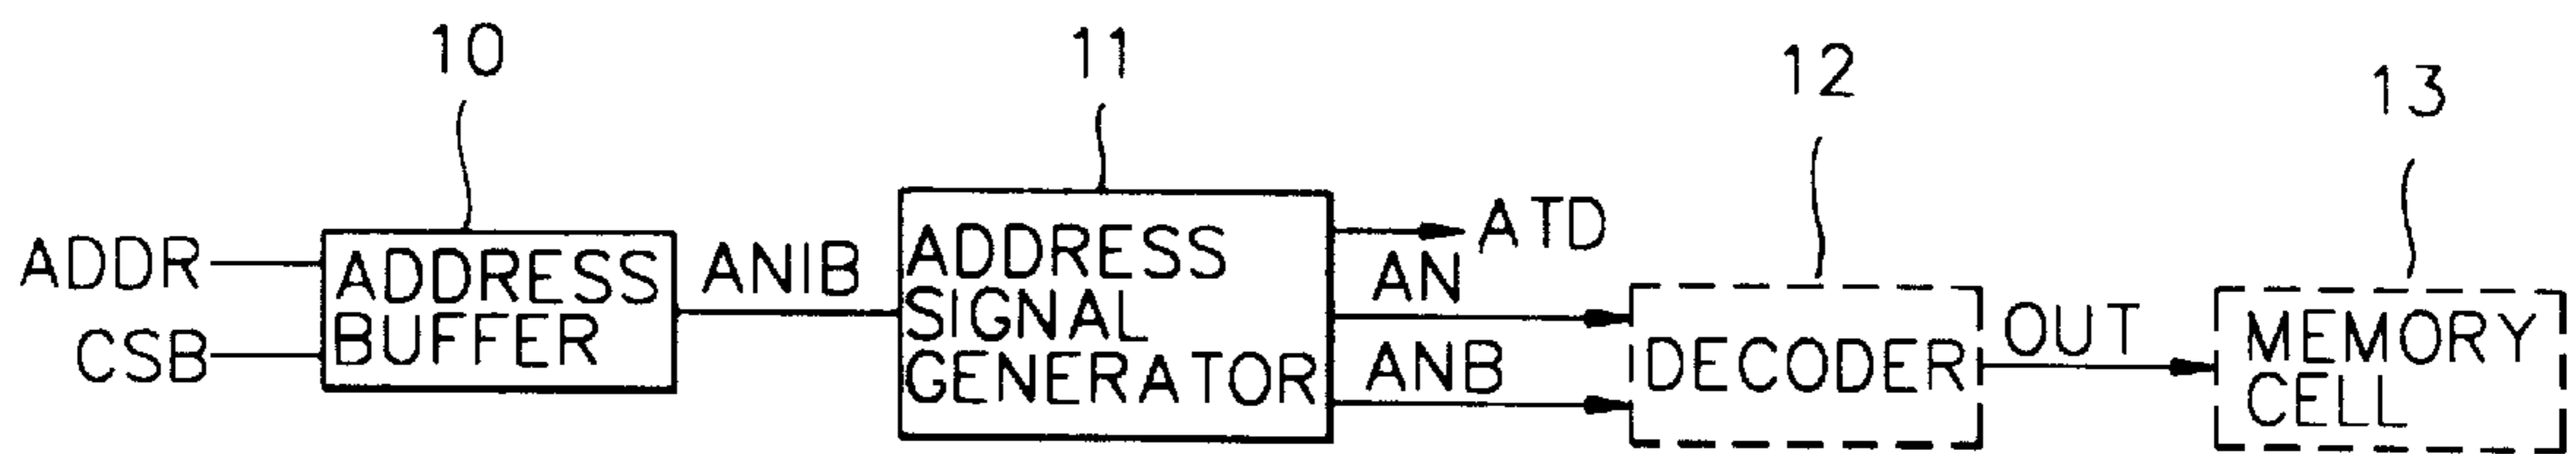 10
11
12
13
ADDR
CSB
ADDRESS
BUFFER
ANIB
ADDRESS
SIGNAL
GENERATOR
ATD
AN
ANB
DECODER
OUT
MEMORY
CELL